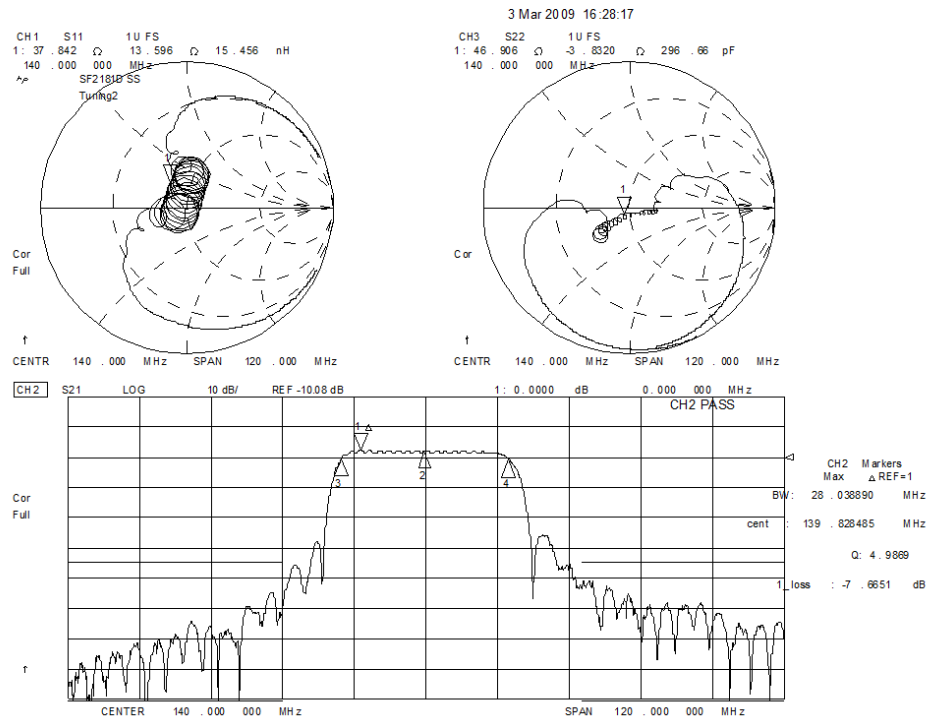 3 Mar 2009 16:28:17
CH 1 S11 1 U FS
1: 37 .842 Ω 13 .596 Ω 15 .456 nH
140 .000 000 MHz
hp SF2181D SS
Tuning2
Cor
Full
CENTR 140 .000 MHz SPAN 120 .000 MHz
CH3 S22 1 U FS
1: 46 .906 Ω -3 .8320 Ω 296 .66 pF
140 .000 000 MHz
1
Cor
CENTR 140 .000 MHz SPAN 120 .000 MHz
CH2 S21 LOG 10 dB/ REF -10.08 dB 1: 0.0000 dB 0.000 000 MHz
CH2 PASS
1 Δ
3
2
4
Cor
Full
CH2 Markers
Max Δ REF=1
BW: 28 .038890 MHz
cent : 139 .828485 MHz
Q: 4 .9869
1_loss : -7 .6651 dB
CENTER 140 .000 000 MHz SPAN 120 .000 000 MHz